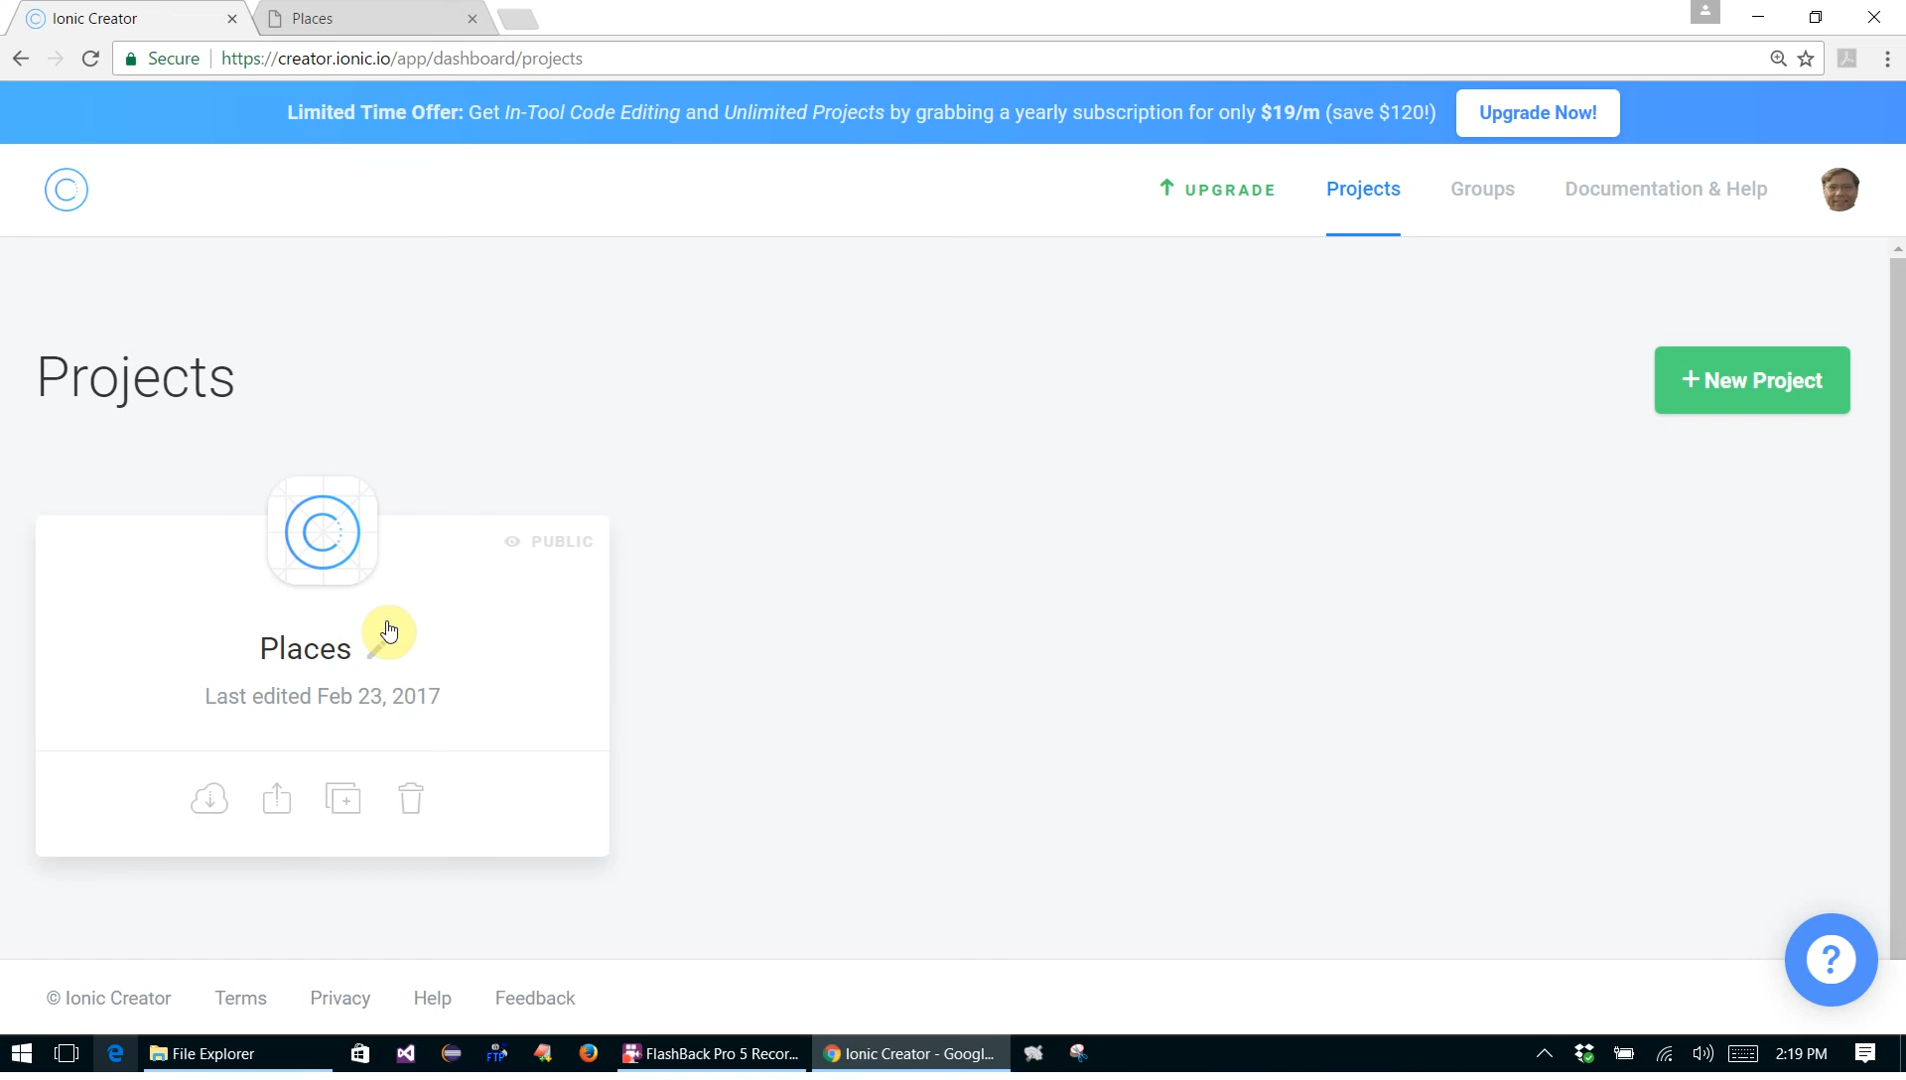 Ionic Creator
Places
Secure https://creator.ionic.io/app/dashboard/projects
Limited Time Offer: Get In-Tool Code Editing and Unlimited Projects by grabbing a yearly subscription for only $19/m (save $120!) Upgrade Now!
UPGRADE Projects Groups Documentation & Help
Projects
+ New Project
PUBLIC
Places
Last edited Feb 23, 2017
?
© Ionic Creator Terms Privacy Help Feedback
File Explorer FTP FlashBack Pro 5 Recor... Ionic Creator - Googl... 2:19 PM